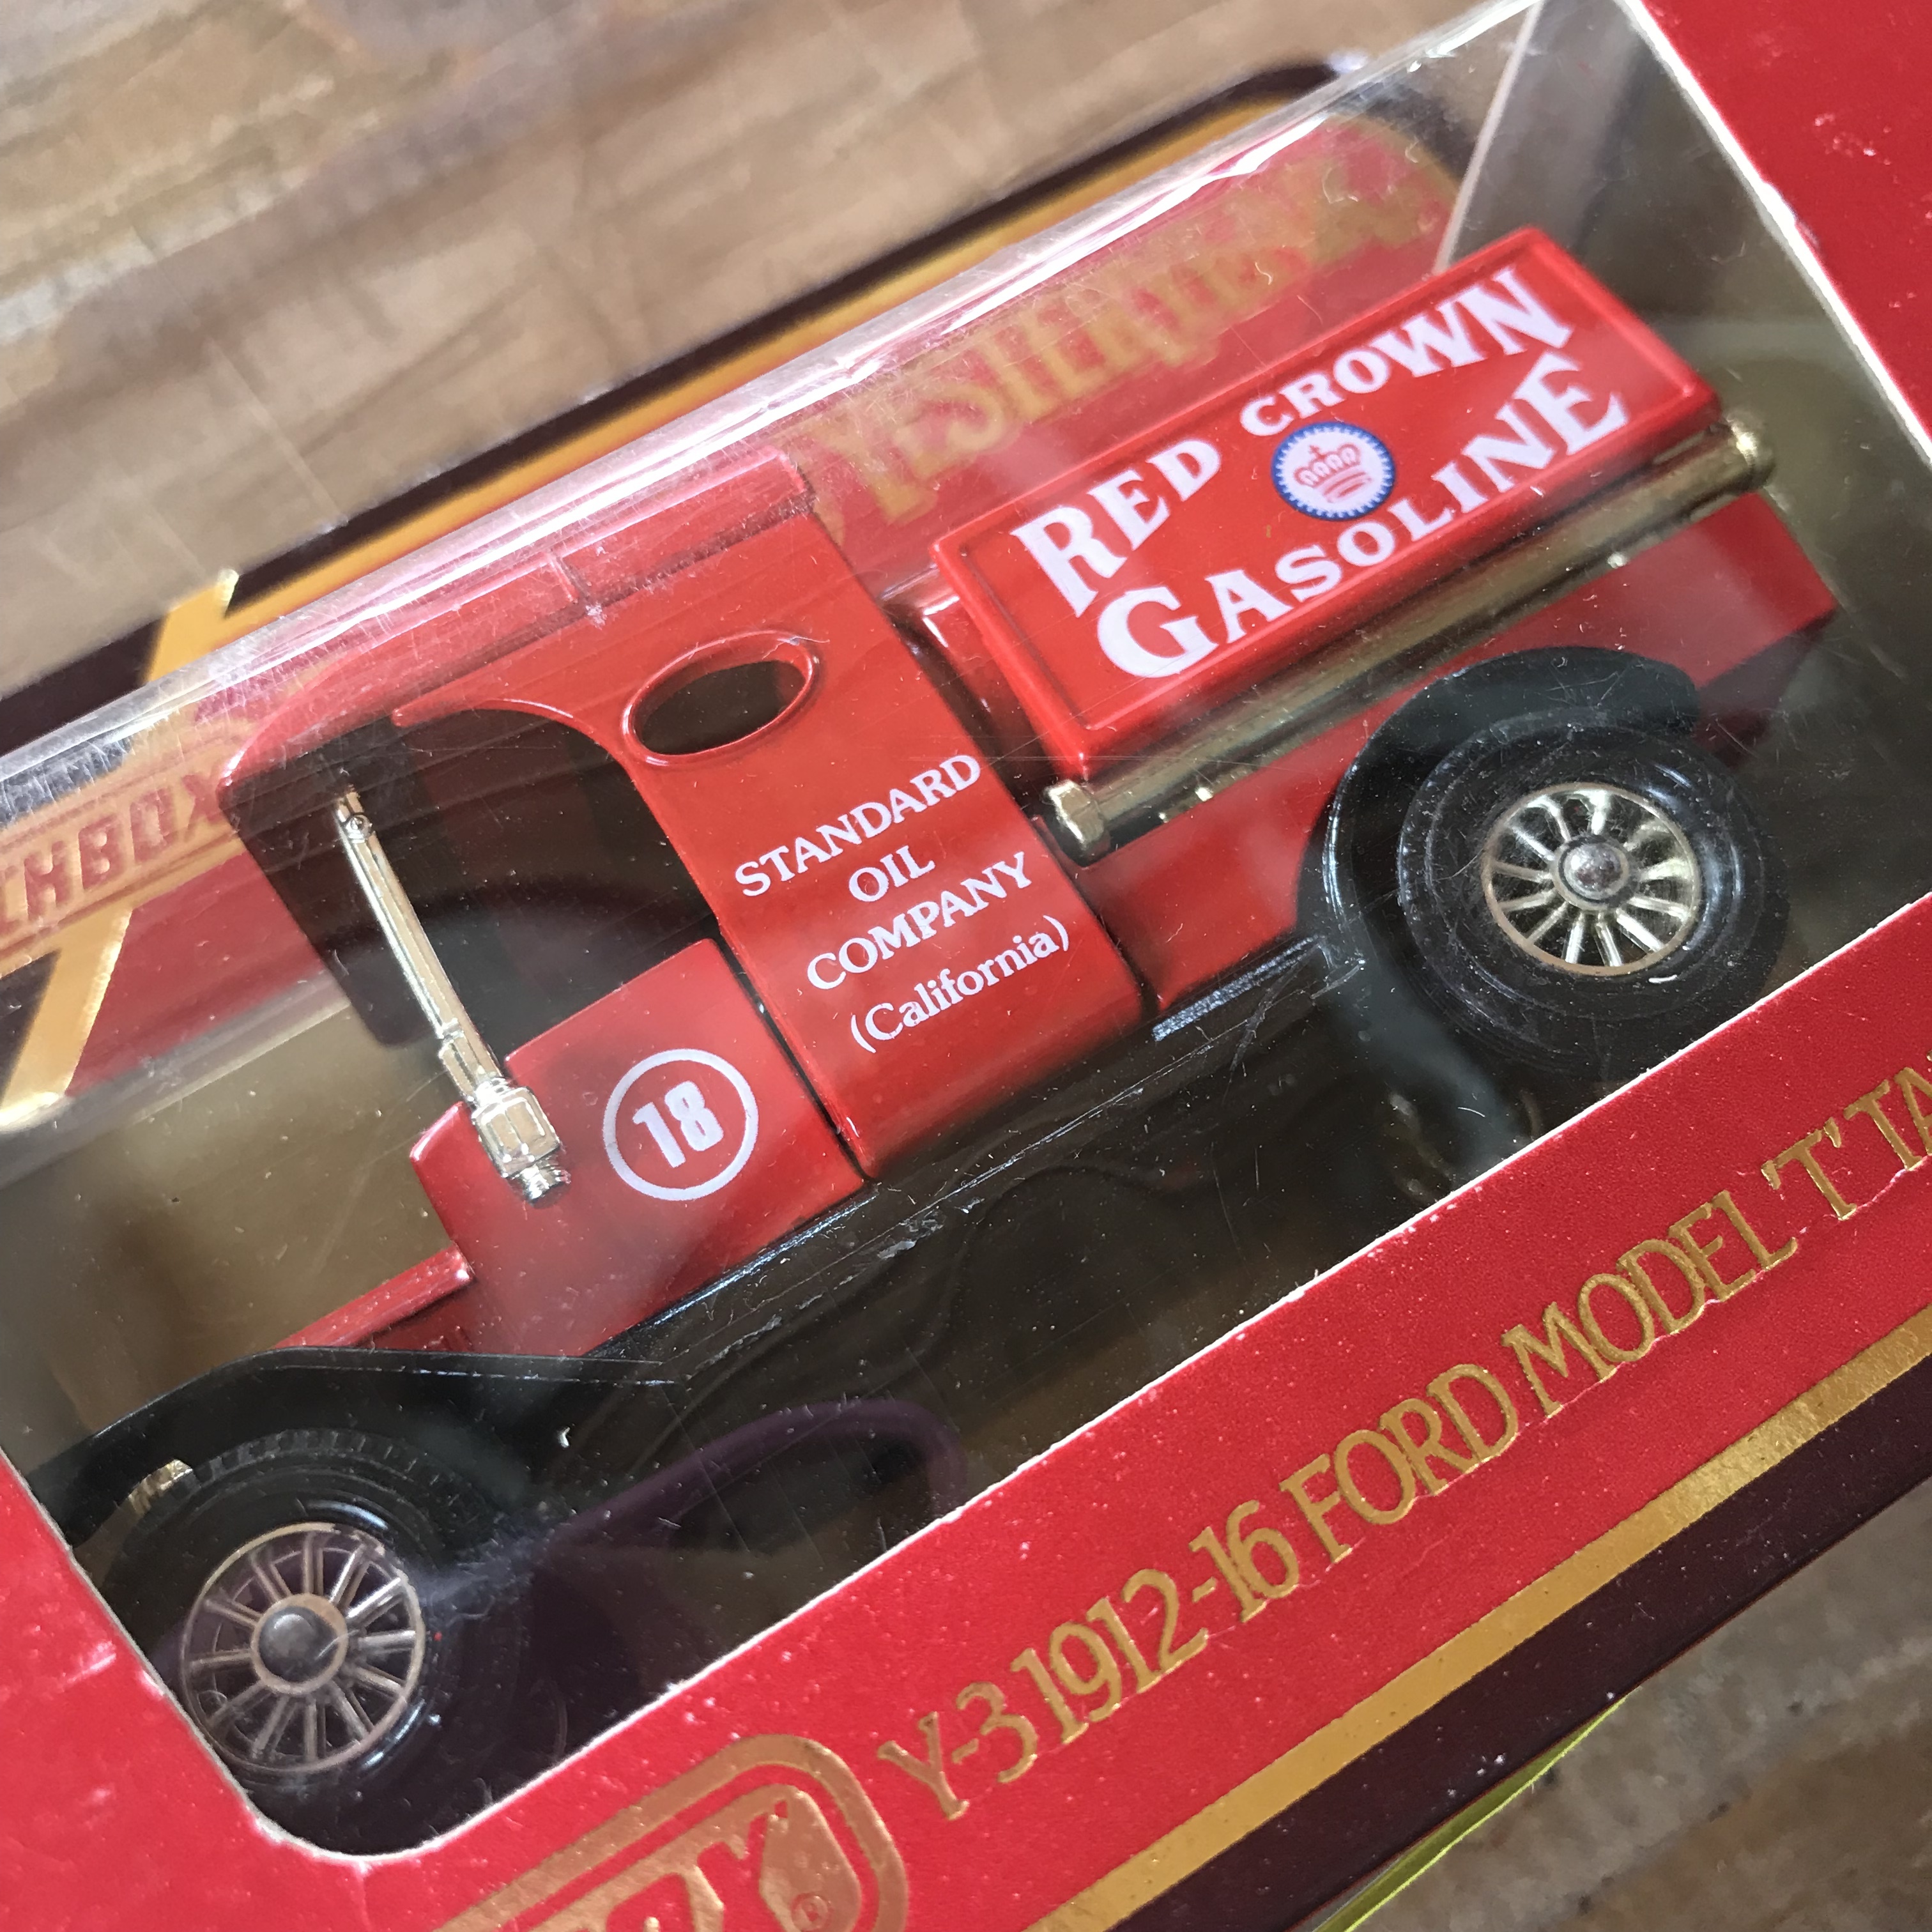 RED CROWN
GASOLINE
STANDARD
OIL
COMPANY
(California)
18
Y-3 1912-16 FORD MODEL 'T' TA
®